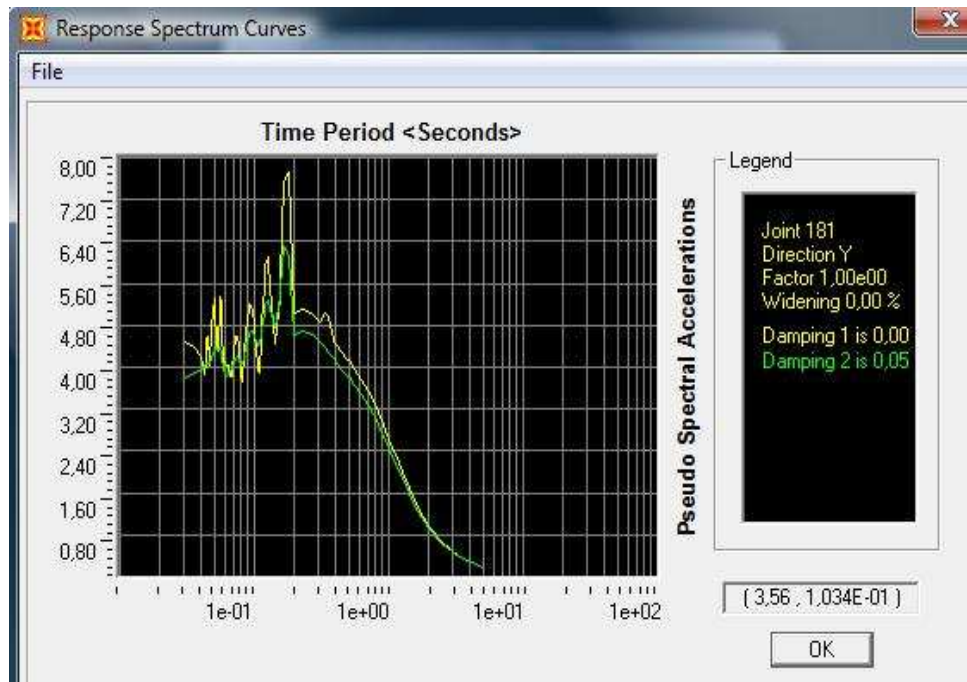 Response Spectrum Curves
X
File
Time Period <Seconds>
8,00
7,20
6,40
5,60
4,80
4,00
3,20
2,40
1,60
0,80
1e-01
1e+00
1e+01
1e+02
Pseudo Spectral Accelerations
Legend
Joint 181
Direction Y
Factor 1,00e00
Widening 0,00 %
Damping 1 is 0,00
Damping 2 is 0,05
( 3,56 , 1,034E-01 )
OK